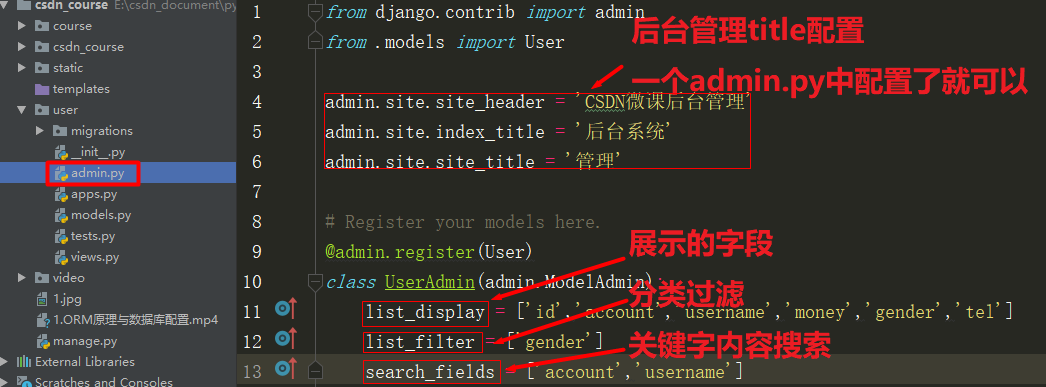 csdn_course E:\csdn_document\py
course
csdn_course
static
templates
user
migrations
__init__.py
admin.py
apps.py
models.py
tests.py
views.py
video
1.jpg
1.ORM原理与数据库配置.mp4
manage.py
External Libraries
Scratches and Consoles
1 from django.contrib import admin
后台管理title配置
2 from .models import User
3
一个admin.py中配置了就可以
4 admin.site.site_header = 'CSDN微课后台管理'
5 admin.site.index_title = '后台系统'
6 admin.site.site_title = '管理'
7
8 # Register your models here.
9 @admin.register(User)
展示的字段
10 class UserAdmin(admin.ModelAdmin):
分类过滤
11 list_display = ['id','account','username','money','gender','tel']
12 list_filter = ['gender']
关键字内容搜索
13 search_fields = ['account','username']